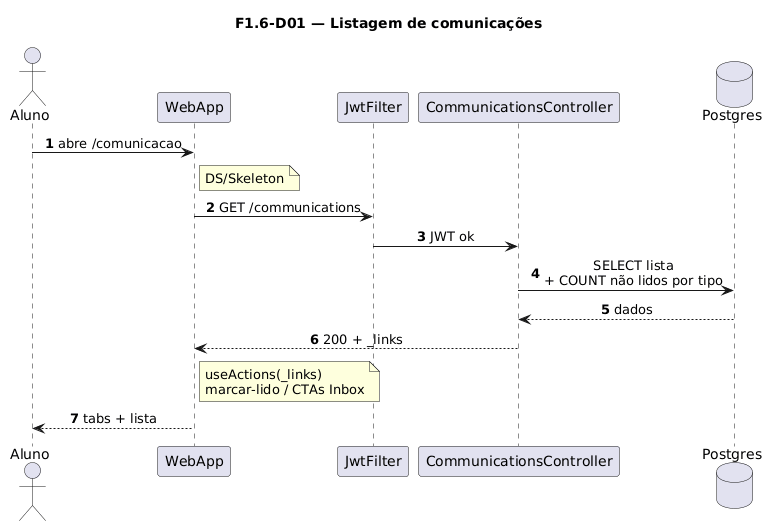 F1.6-D01 — Listagem de comunicações
Aluno
WebApp
JwtFilter
CommunicationsController
Postgres
1 abre /comunicacao
DS/Skeleton
2 GET /communications
3 JWT ok
4 SELECT lista
+ COUNT não lidos por tipo
5 dados
6 200 + _links
useActions(_links)
marcar-lido / CTAs Inbox
7 tabs + lista
Aluno
WebApp
JwtFilter
CommunicationsController
Postgres